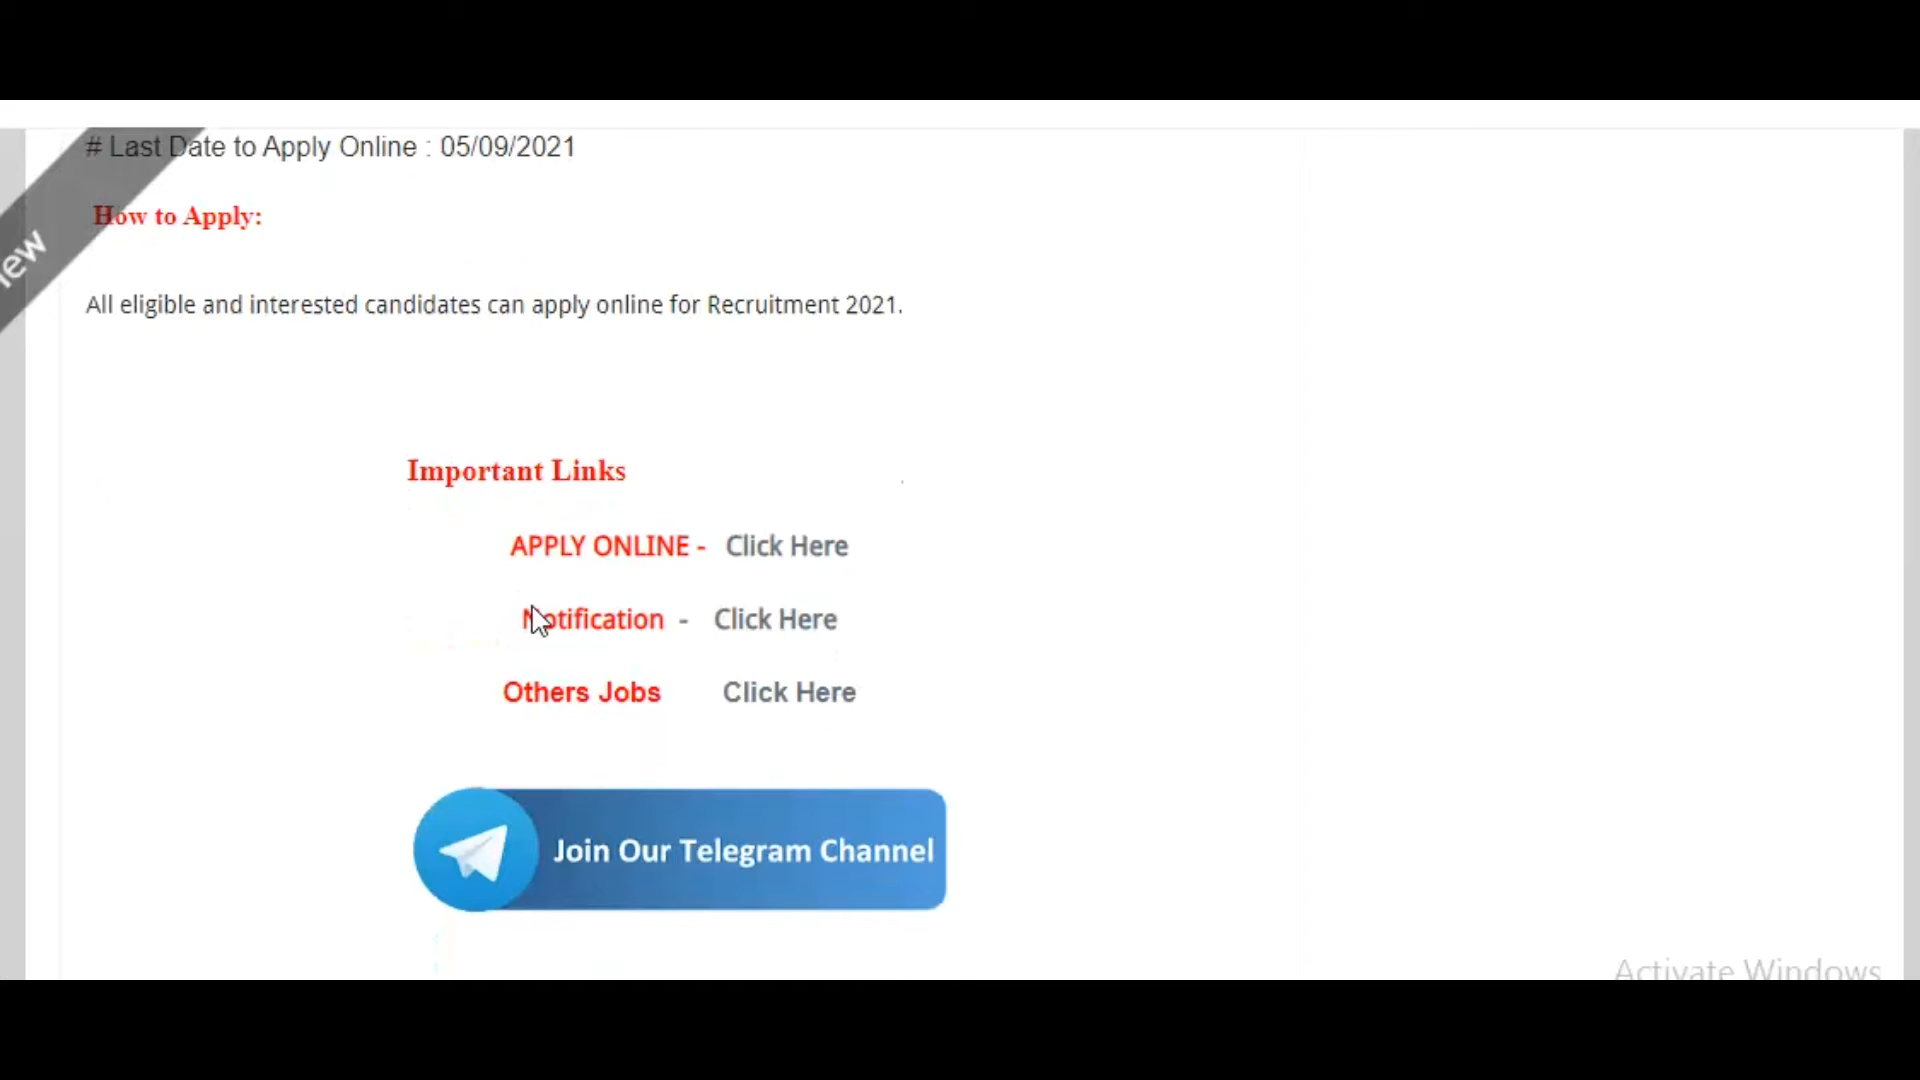 # Last Date to Apply Online : 05/09/2021
How to Apply:
ew
All eligible and interested candidates can apply online for Recruitment 2021.
Important Links
APPLY ONLINE - Click Here
Notification - Click Here
Others Jobs Click Here
Join Our Telegram Channel
Activate Windows